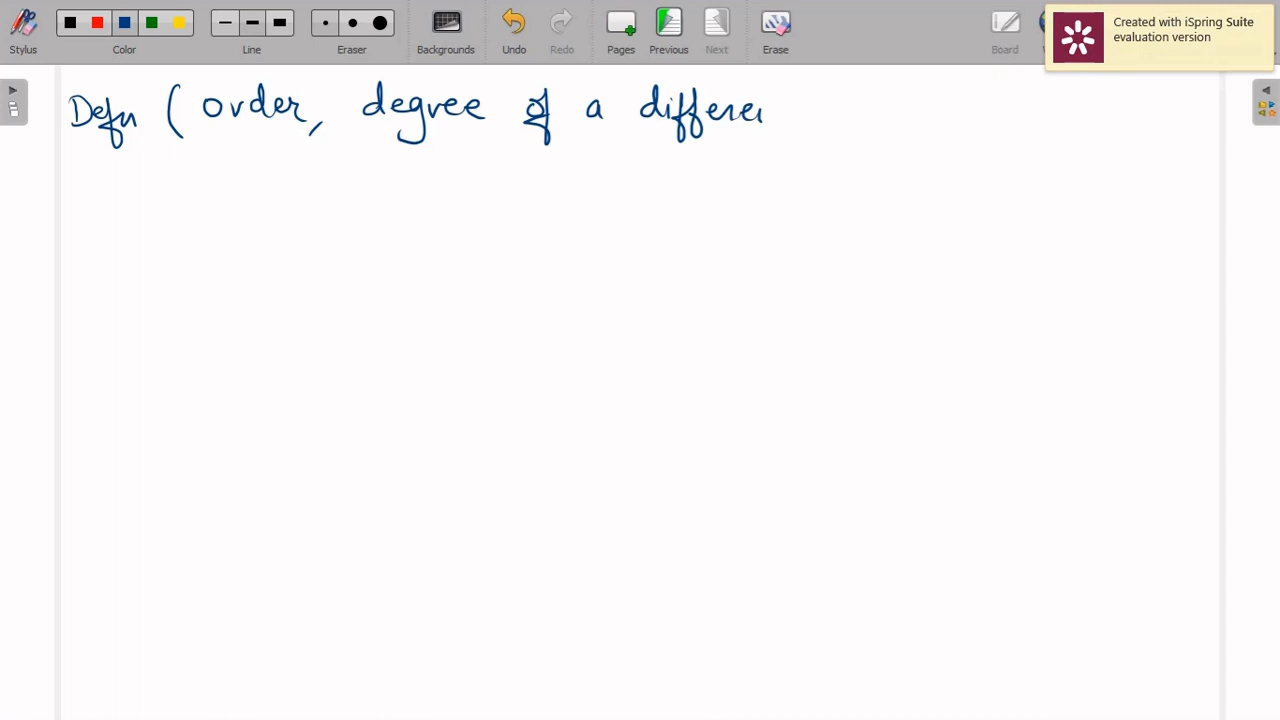 Stylus
Color
Line
Eraser
Backgrounds
Undo
Redo
Pages
Previous
Next
Erase
Board
Created with iSpring Suite
evaluation version
Defn ( order, degree of a differe